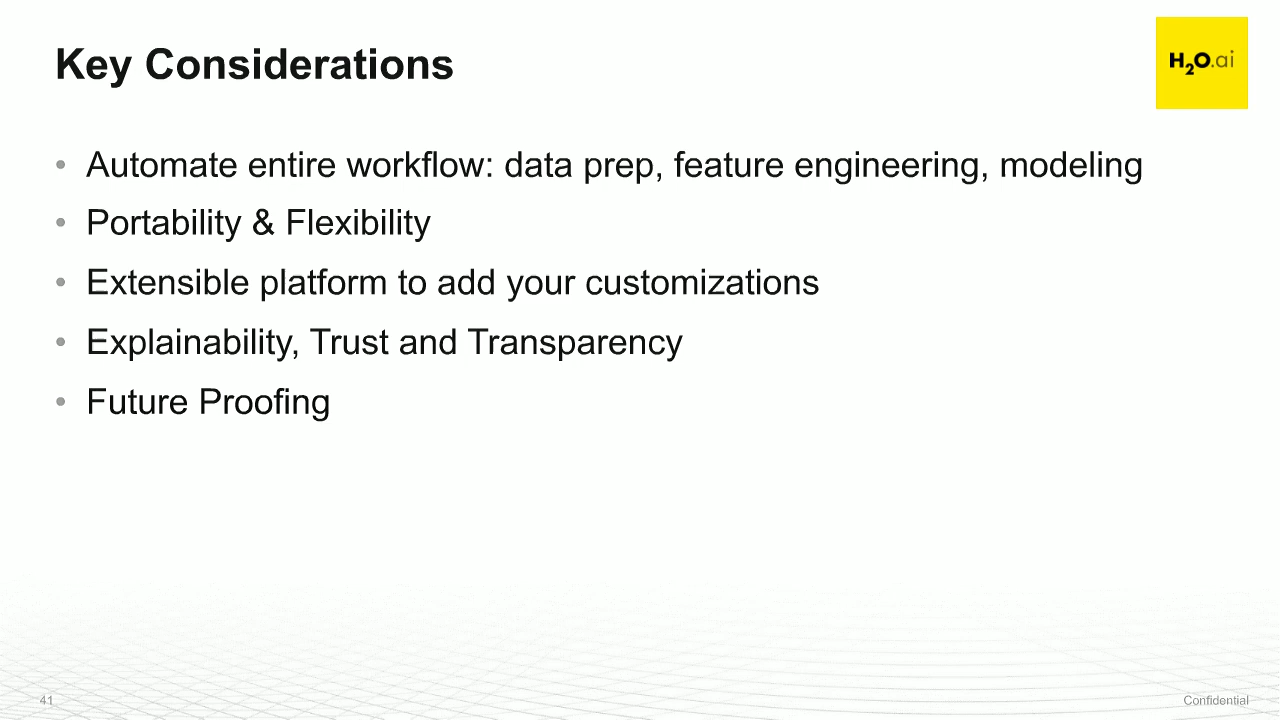 Key Considerations
H2O.ai
• Automate entire workflow: data prep, feature engineering, modeling
• Portability & Flexibility
• Extensible platform to add your customizations
• Explainability, Trust and Transparency
• Future Proofing
41
Confidential